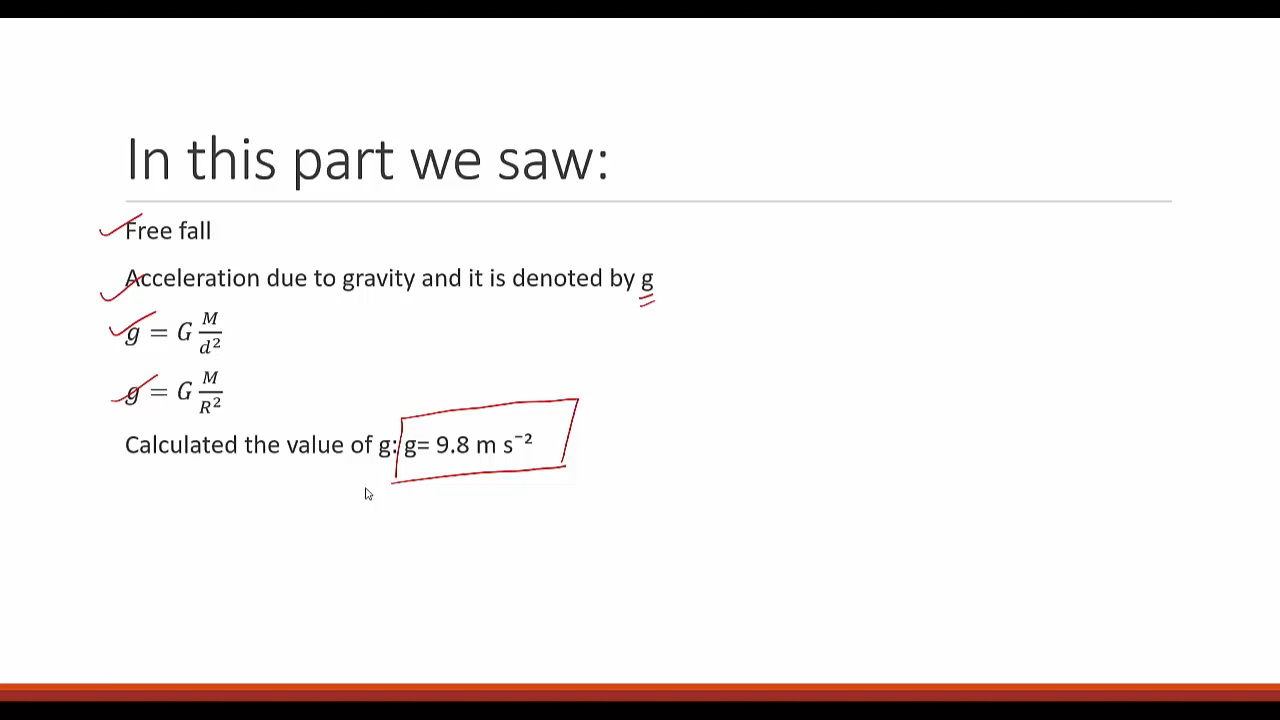 In this part we saw:
Free fall
Acceleration due to gravity and it is denoted by g
g = G M/d²
g = G M/R²
Calculated the value of g: g= 9.8 m s⁻²